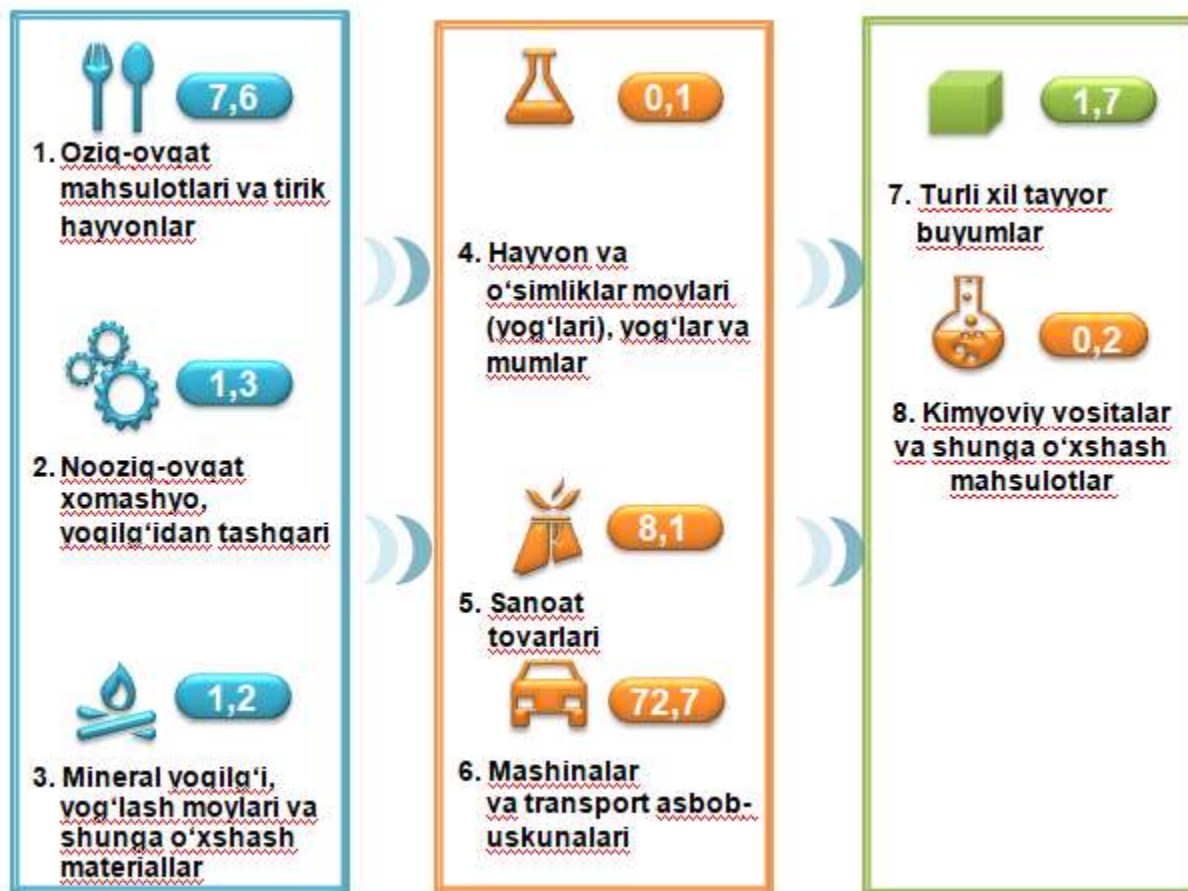 7,6
1. Oziq-ovqat
mahsulotlari va tirik
hayvonlar
1,3
2. Nooziq-ovqat
xomashyo,
yoqilg‘idan tashqari
1,2
3. Mineral yoqilg‘i,
yog‘lash moylari va
shunga o‘xshash
materiallar
0,1
4. Hayvon va
o‘simliklar moylari
(yog‘lari), yog‘lar va
mumlar
8,1
5. Sanoat
tovarlari
72,7
6. Mashinalar
va transport asbob-
uskunalari
1,7
7. Turli xil tayyor
buyumlar
0,2
8. Kimyoviy vositalar
va shunga o‘xshash
mahsulotlar